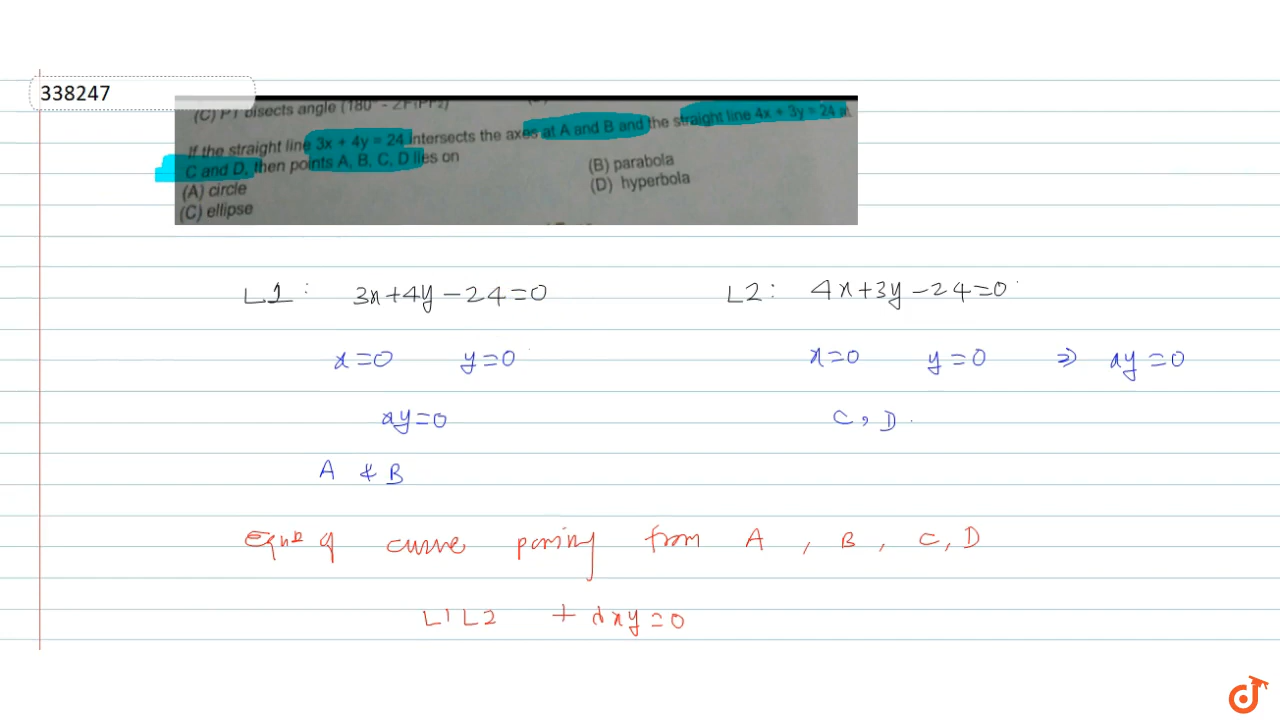 338247
(C) PT bisects angle (180° - 2F₁PF₂)
If the straight line 3x + 4y = 24 intersects the axes at A and B and the straight line 4x + 3y = 24 at
C and D, then points A, B, C, D lies on
(A) circle
(B) parabola
(C) ellipse
(D) hyperbola
L1 : 3x+4y-24=0
L2 : 4x+3y-24=0
x=0 y=0
x=0 y=0 ⇒ xy=0
xy=0
C, D
A & B
Eqn of curve passing from A, B, C, D
L1L2 + λxy=0